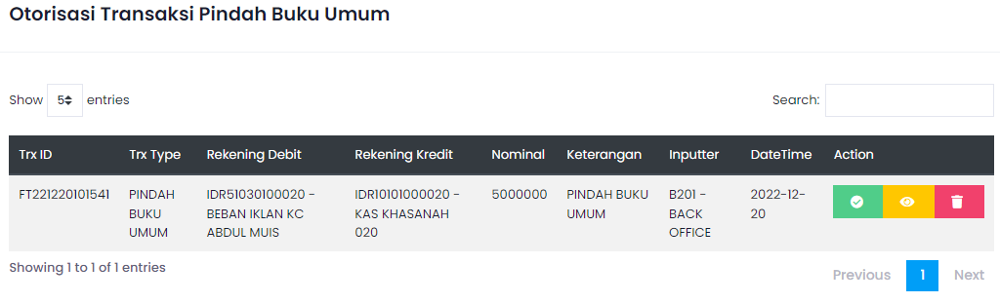 Otorisasi Transaksi Pindah Buku Umum
Show 5 entries
Search:
Trx ID Trx Type Rekening Debit Rekening Kredit Nominal Keterangan Inputter DateTime Action
FT221220101541 PINDAH IDR51030100020 - IDR10101000020 - 5000000 PINDAH BUKU B201 - 2022-12-
BUKU BEBAN IKLAN KC KAS KHASANAH UMUM BACK 20
UMUM ABDUL MUIS 020 OFFICE
Showing 1 to 1 of 1 entries
Previous 1 Next